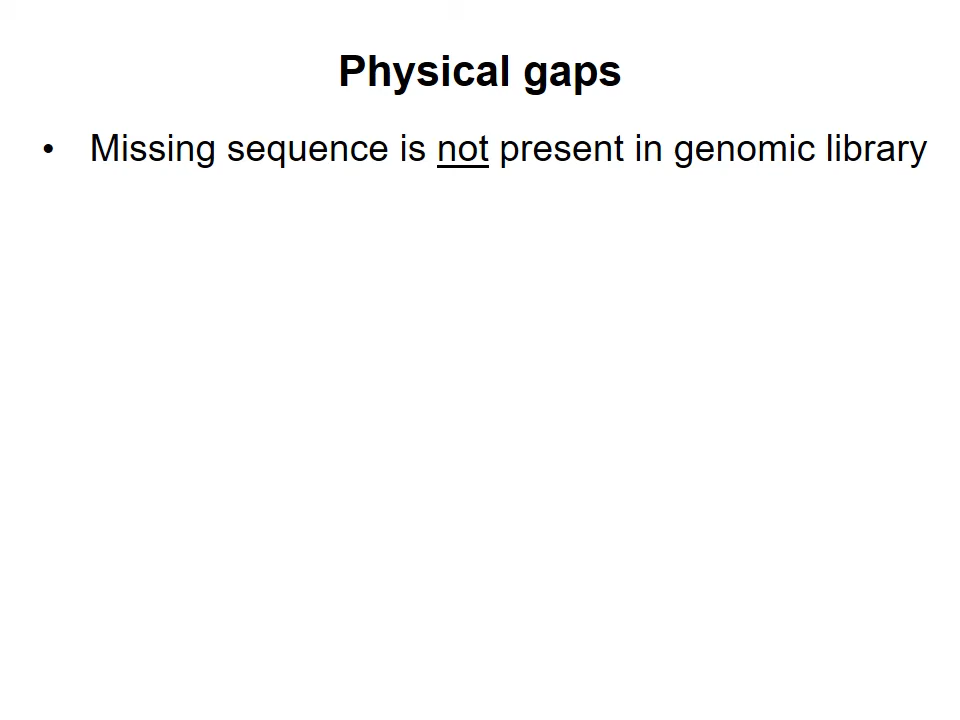 Physical gaps
• Missing sequence is not present in genomic library